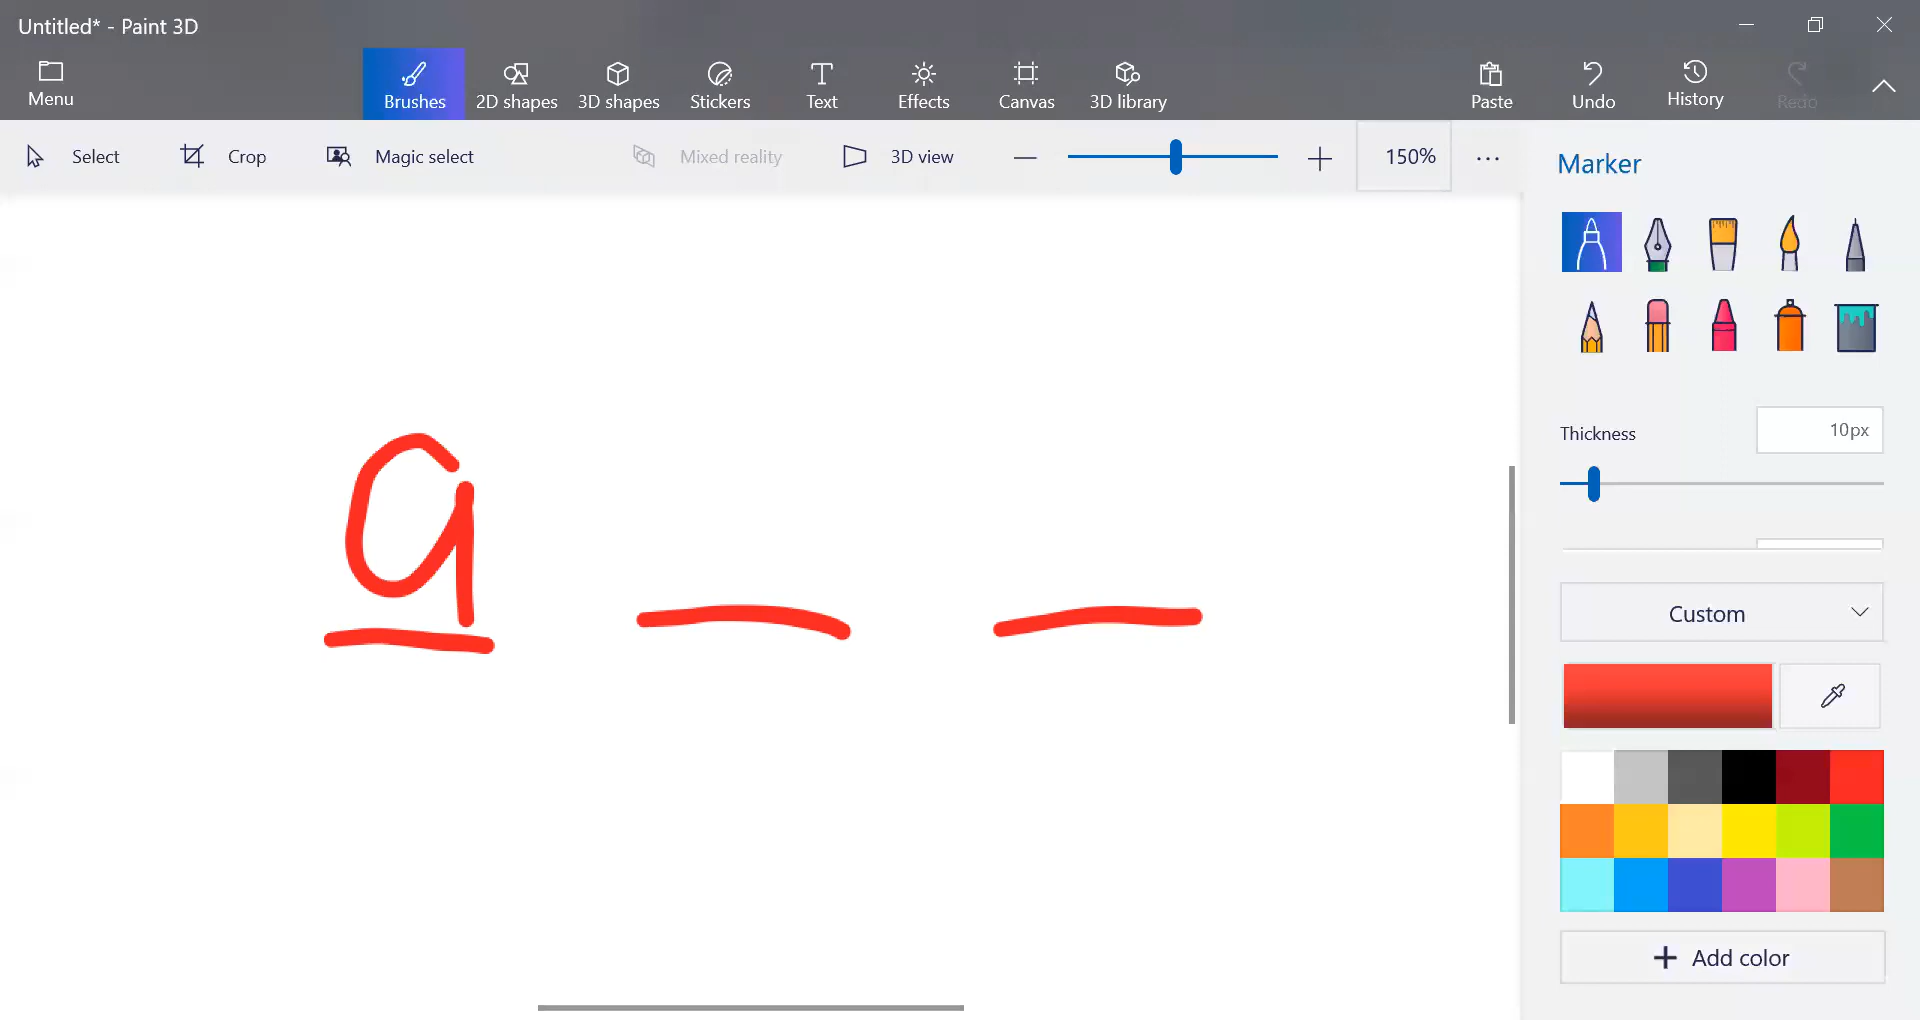 Untitled* - Paint 3D
Menu
Brushes
2D shapes
3D shapes
Stickers
Text
Effects
Canvas
3D library
Paste
Undo
History
Redo
Select
Crop
Magic select
Mixed reality
3D view
150%
Marker
Thickness
10px
a _ _
Custom
Add color